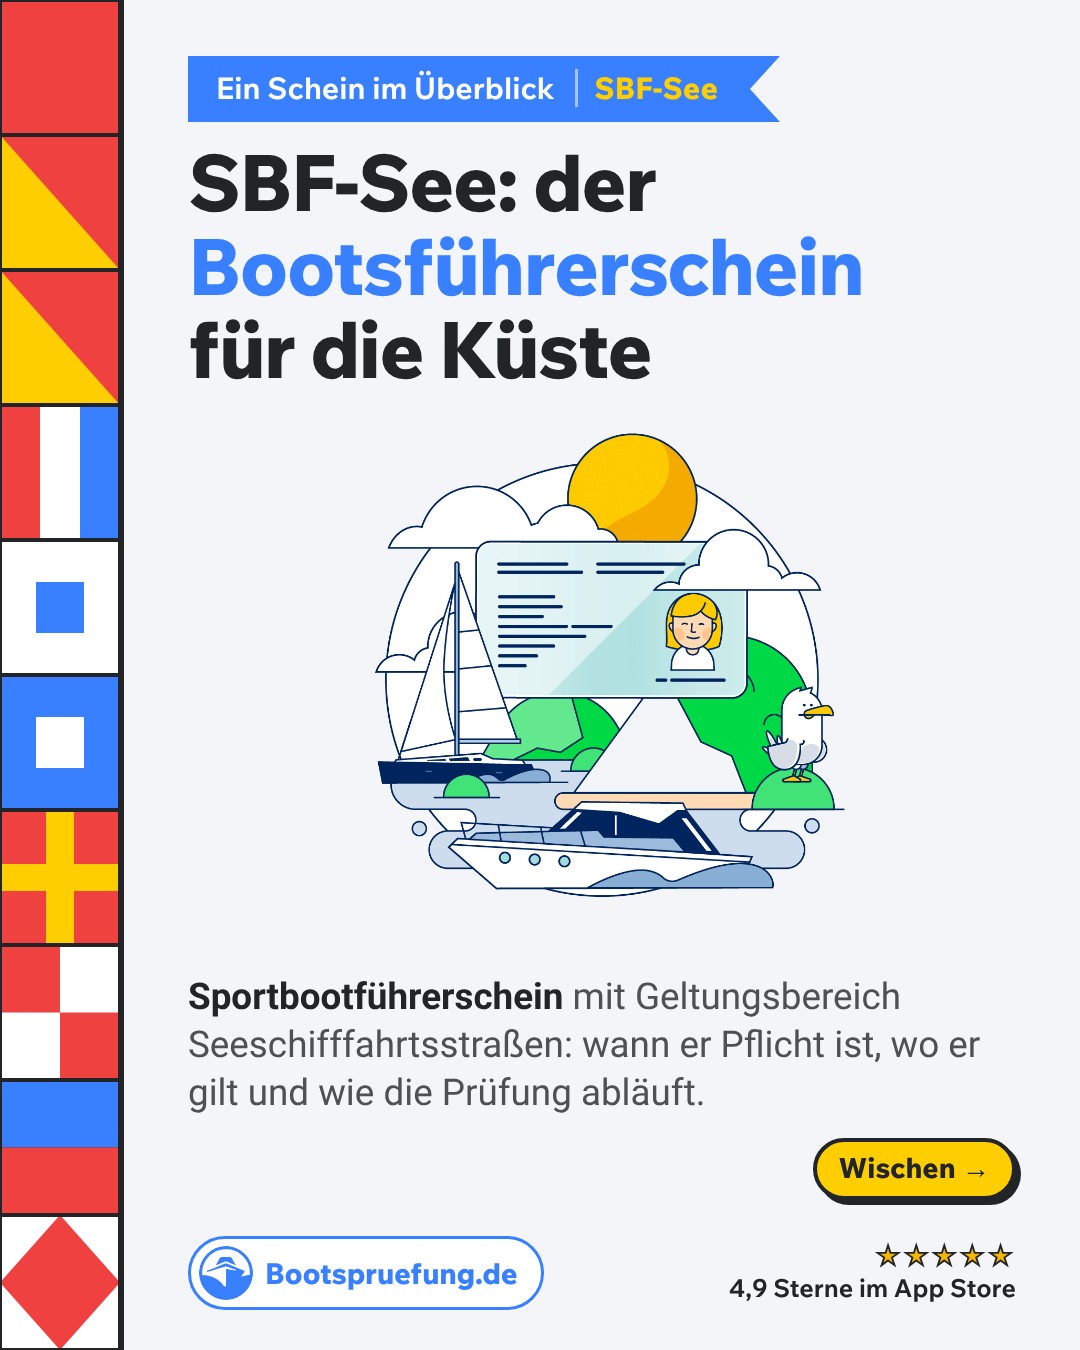 Ein Schein im Überblick | SBF-See
SBF-See: der
Bootsführerschein
für die Küste
Sportbootführerschein mit Geltungsbereich
Seeschifffahrtsstraßen: wann er Pflicht ist, wo er
gilt und wie die Prüfung abläuft.
Wischen →
Bootspruefung.de
★★★★★
4,9 Sterne im App Store